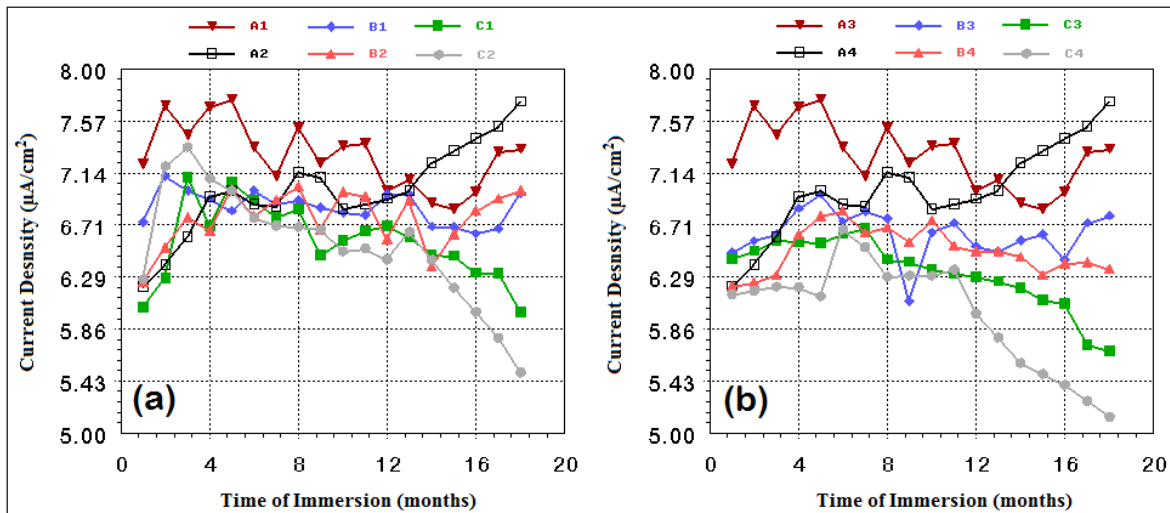 A1 B1 C1
A2 B2 C2
8.00
7.57
7.14
6.71
6.29
5.86
5.43
5.00
0 4 8 12 16 20
Current Desnsity (µA/cm²)
Time of Immersion (months)
(a)
A3 B3 C3
A4 B4 C4
8.00
7.57
7.14
6.71
6.29
5.86
5.43
5.00
0 4 8 12 16 20
Current Desnsity (µA/cm²)
Time of Immersion (months)
(b)